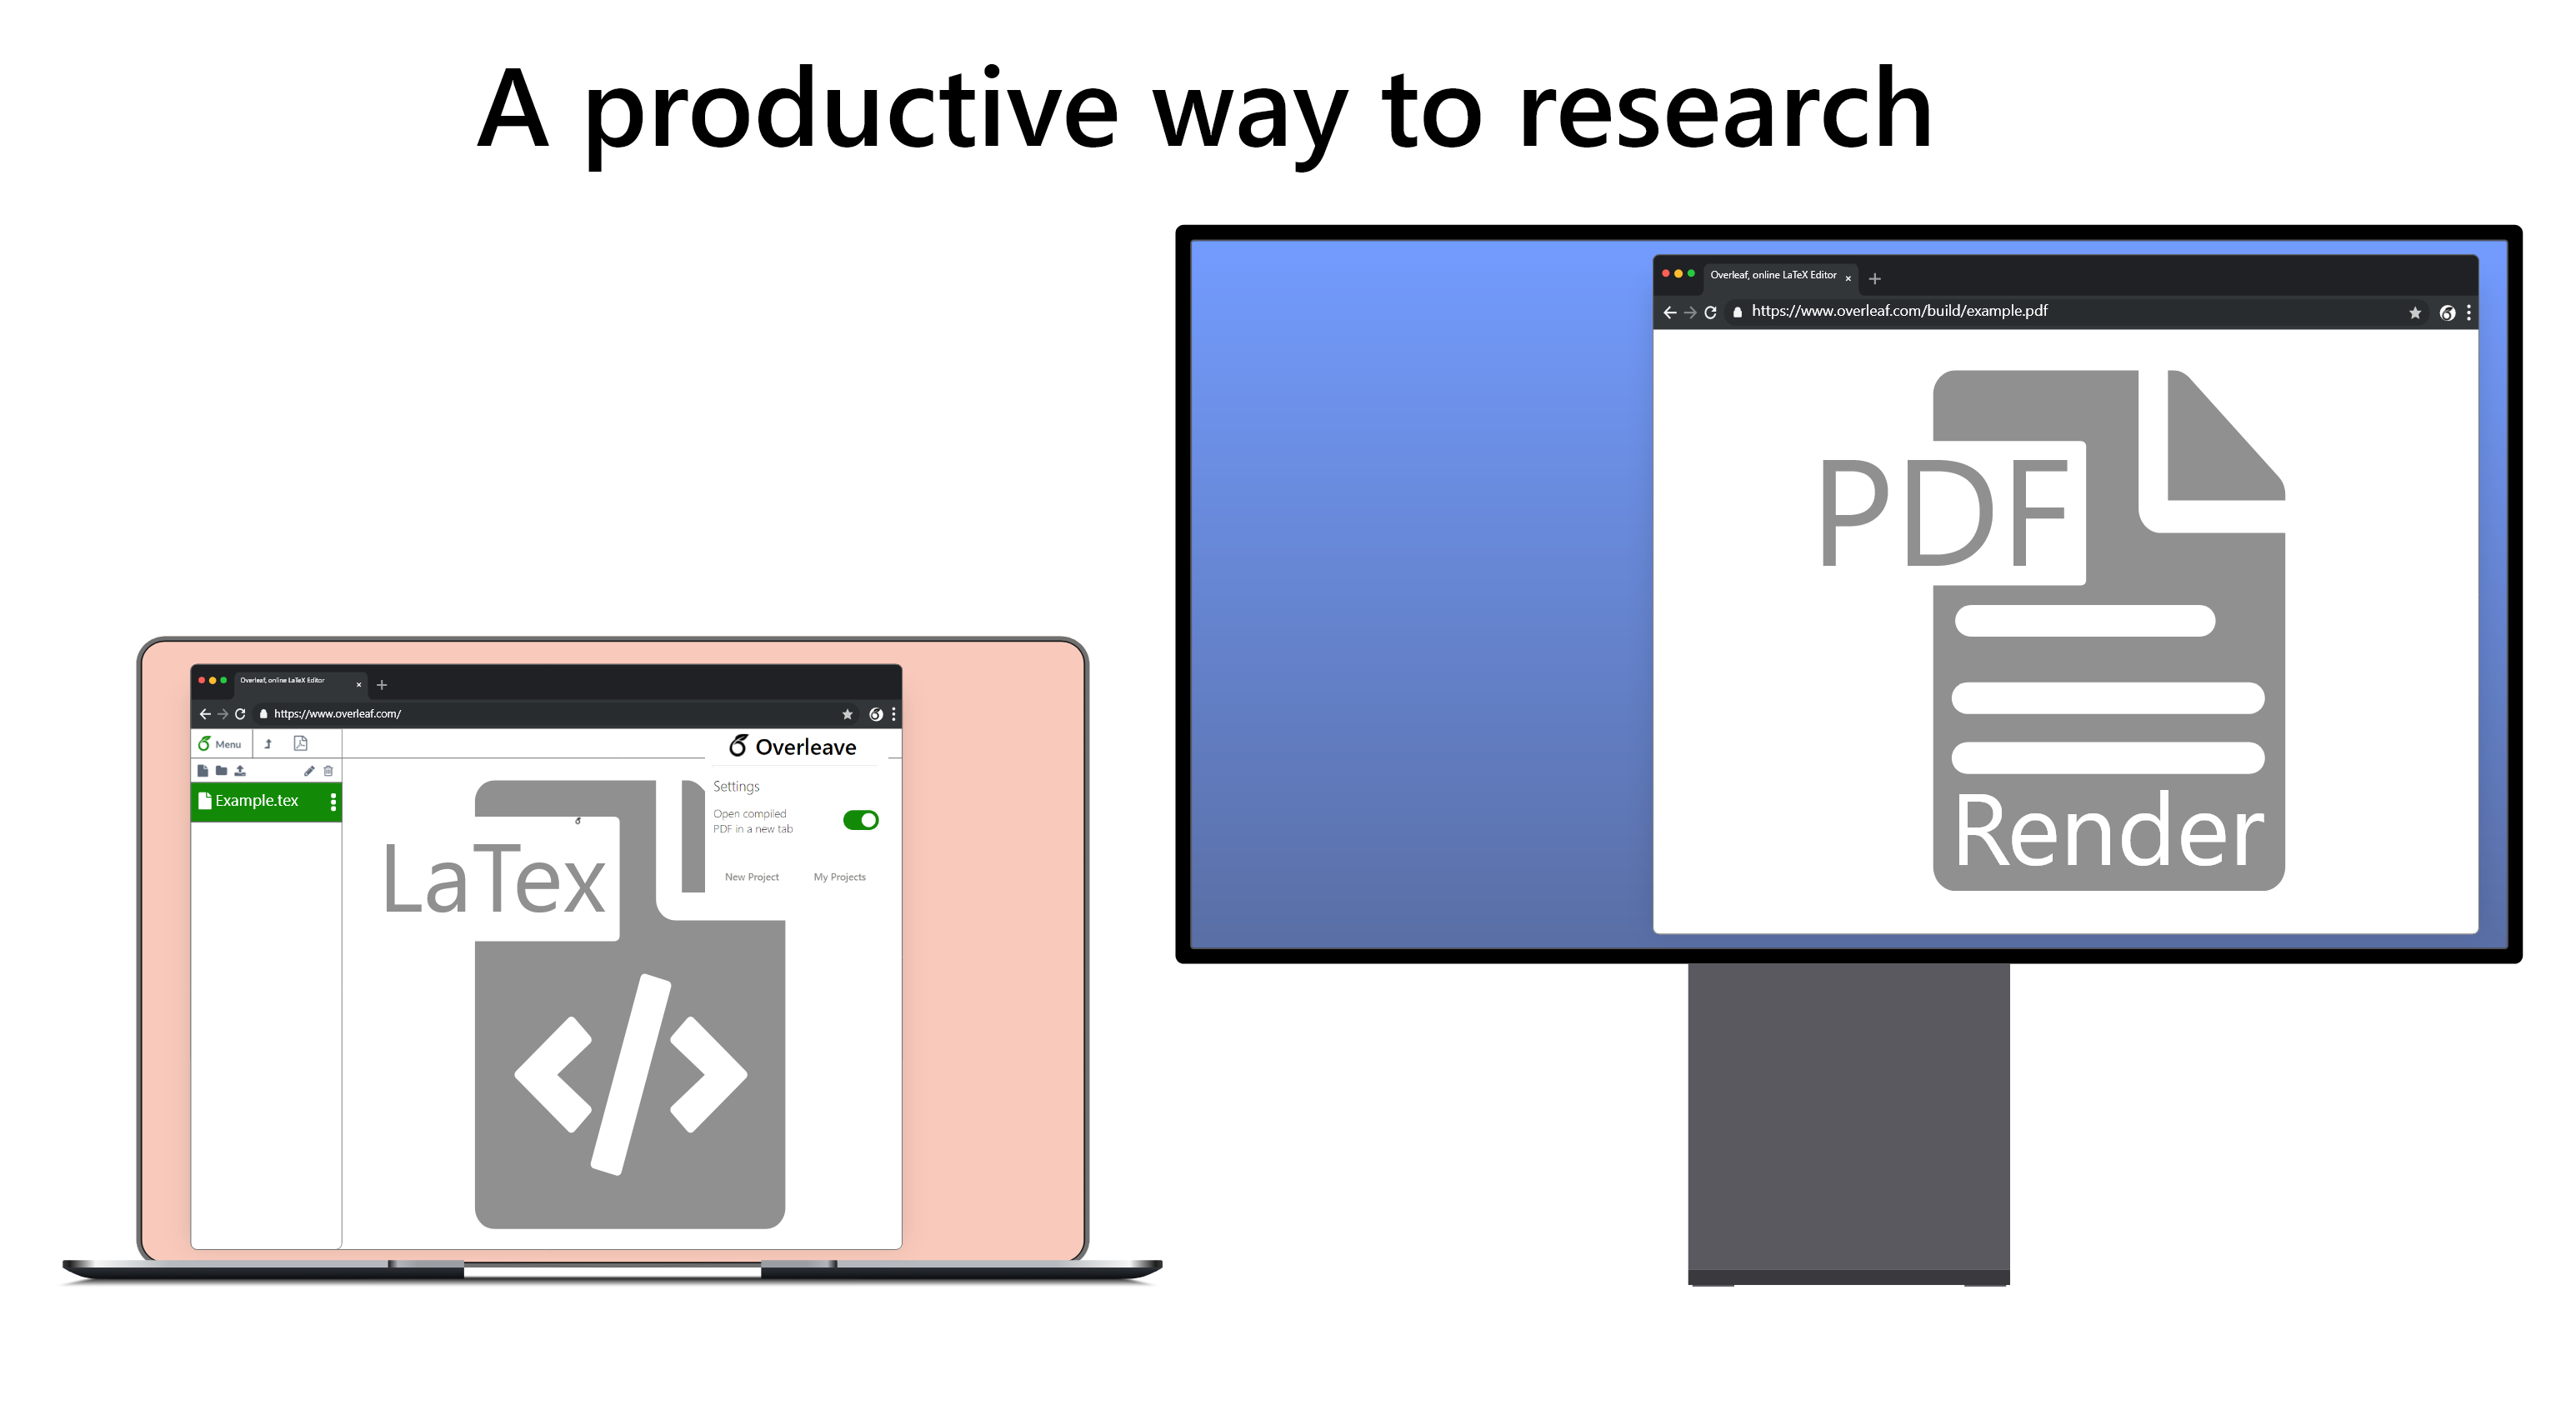 A productive way to research
Overleaf, online LaTeX Editor
https://www.overleaf.com/build/example.pdf
PDF
Render
Overleaf, online LaTeX Editor
https://www.overleaf.com/
Menu
Overleave
Example.tex
Settings
Open compiled
PDF in a new tab
New Project My Projects
LaTex